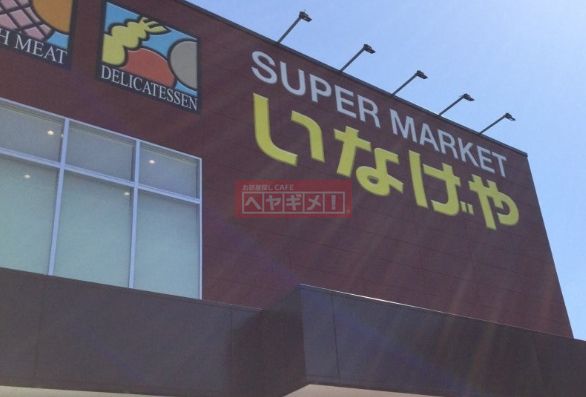 H MEAT
DELICATESSEN
SUPER MARKET
いなげや
お部屋探しCAFE
ヘヤギメ！